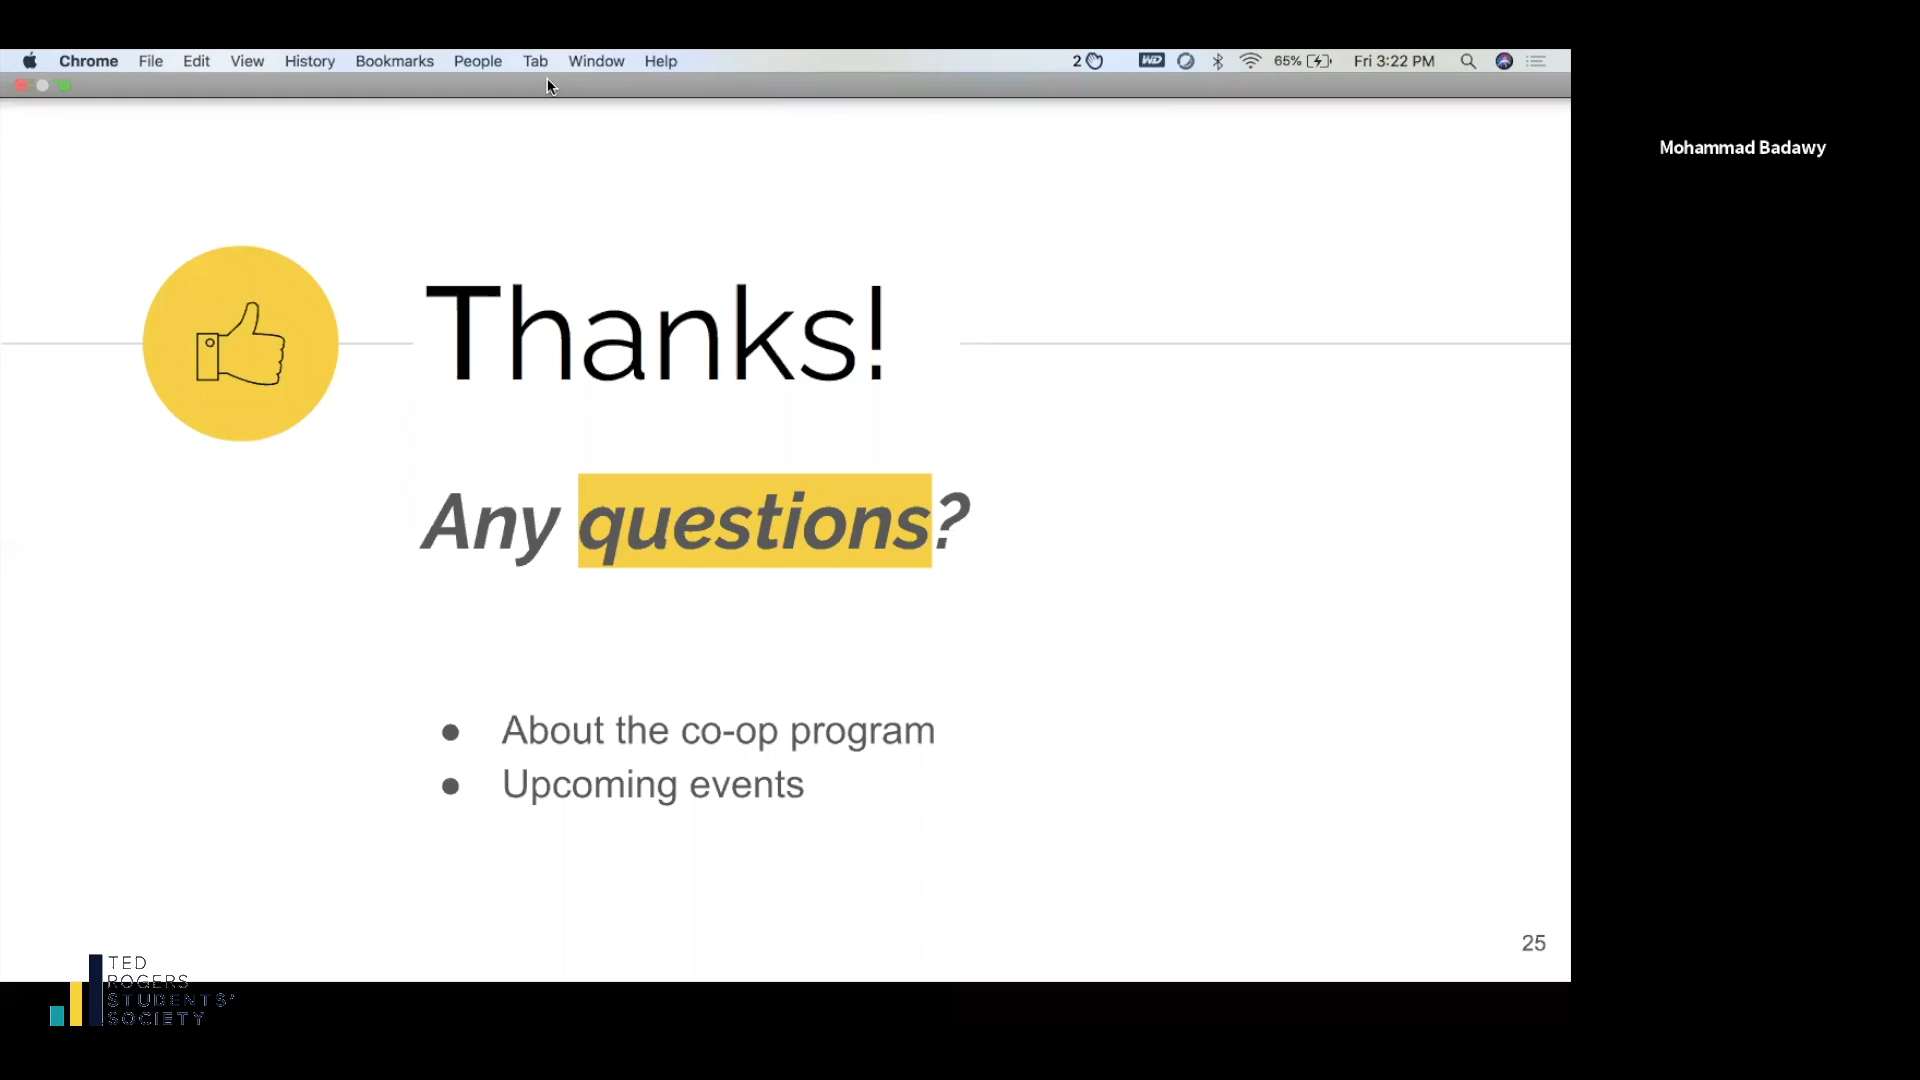 Chrome File Edit View History Bookmarks People Tab Window Help 2 WD 65% Fri 3:22 PM
Mohammad Badawy
Thanks!
Any questions?
● About the co-op program
● Upcoming events
25
TED
ROGERS
STUDENTS'
SOCIETY